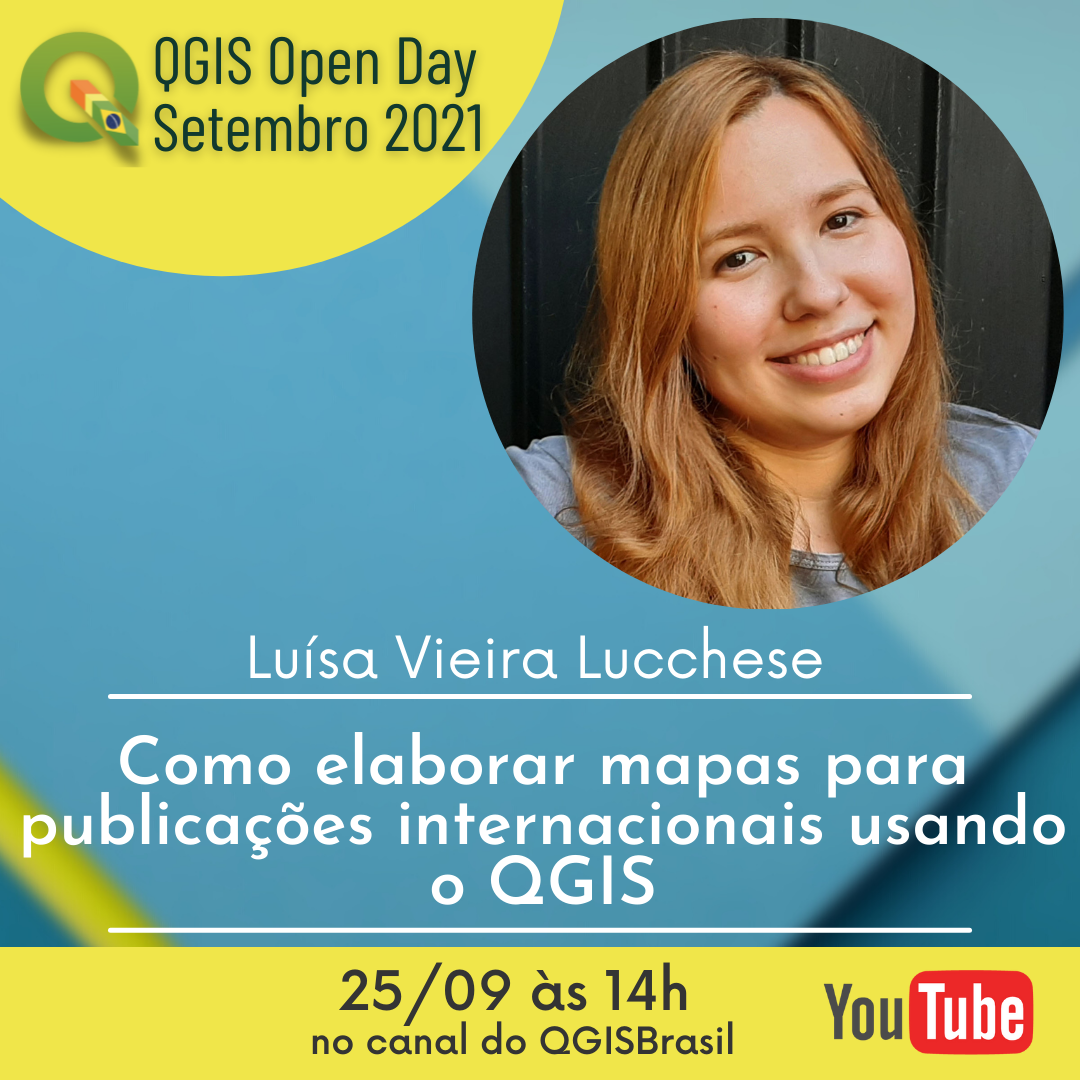 QGIS Open Day
Setembro 2021
Luísa Vieira Lucchese
Como elaborar mapas para
publicações internacionais usando
o QGIS
25/09 às 14h
no canal do QGISBrasil
YouTube